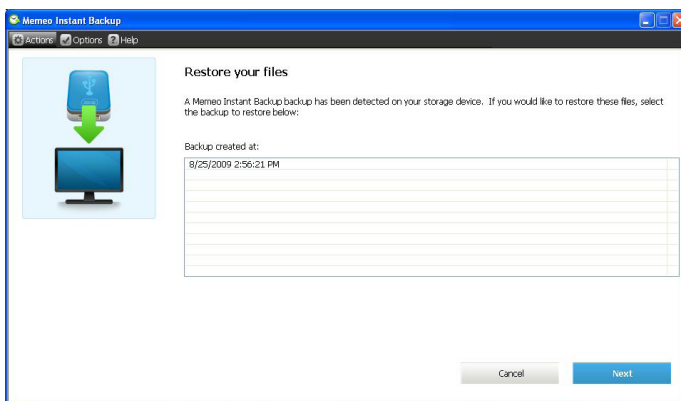 Memeo Instant Backup
Actions Options Help
Restore your files
A Memeo Instant Backup backup has been detected on your storage device. If you would like to restore these files, select
the backup to restore below:
Backup created at:
8/25/2009 2:56:21 PM
Cancel Next